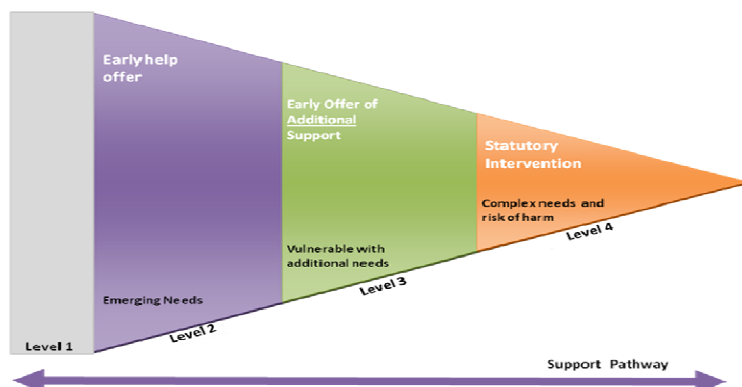 Early help
offer
Early Offer of
Additional
Support
Statutory
Intervention
Complex needs and
risk of harm
Vulnerable with
additional needs
Emerging Needs
Level 1
Level 2
Level 3
Level 4
Support Pathway